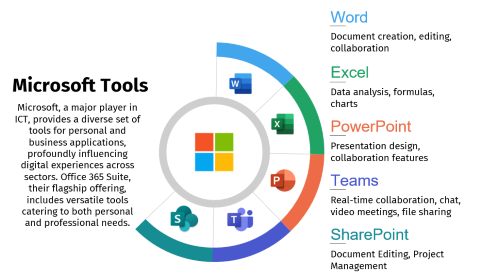 Microsoft Tools
Microsoft, a major player in
ICT, provides a diverse set of
tools for personal and
business applications,
profoundly influencing
digital experiences across
sectors. Office 365 Suite,
their flagship offering,
includes versatile tools
catering to both personal
and professional needs.
W
X
P
T
S
Word
Document creation, editing,
collaboration
Excel
Data analysis, formulas,
charts
PowerPoint
Presentation design,
collaboration features
Teams
Real-time collaboration, chat,
video meetings, file sharing
SharePoint
Document Editing, Project
Management